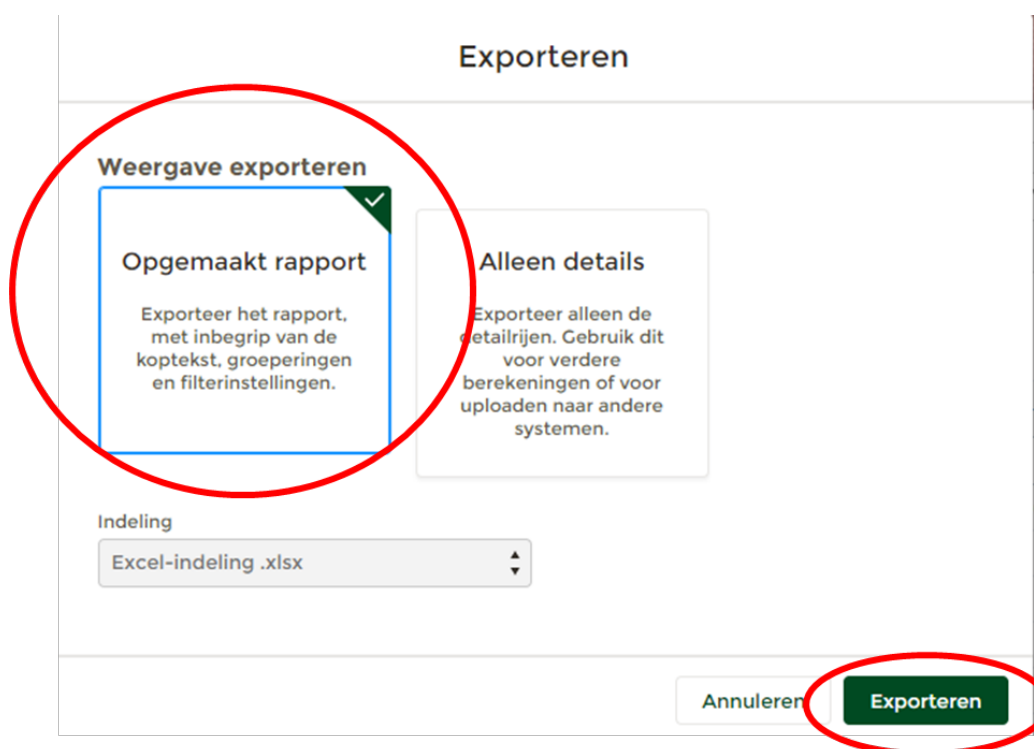 Exporteren
Weergave exporteren
Opgemaakt rapport
Exporteer het rapport,
met inbegrip van de
koptekst, groeperingen
en filterinstellingen.
Alleen details
Exporteer alleen de
detailrijen. Gebruik dit
voor verdere
berekeningen of voor
uploaden naar andere
systemen.
Indeling
Excel-indeling .xlsx
Annuleren
Exporteren